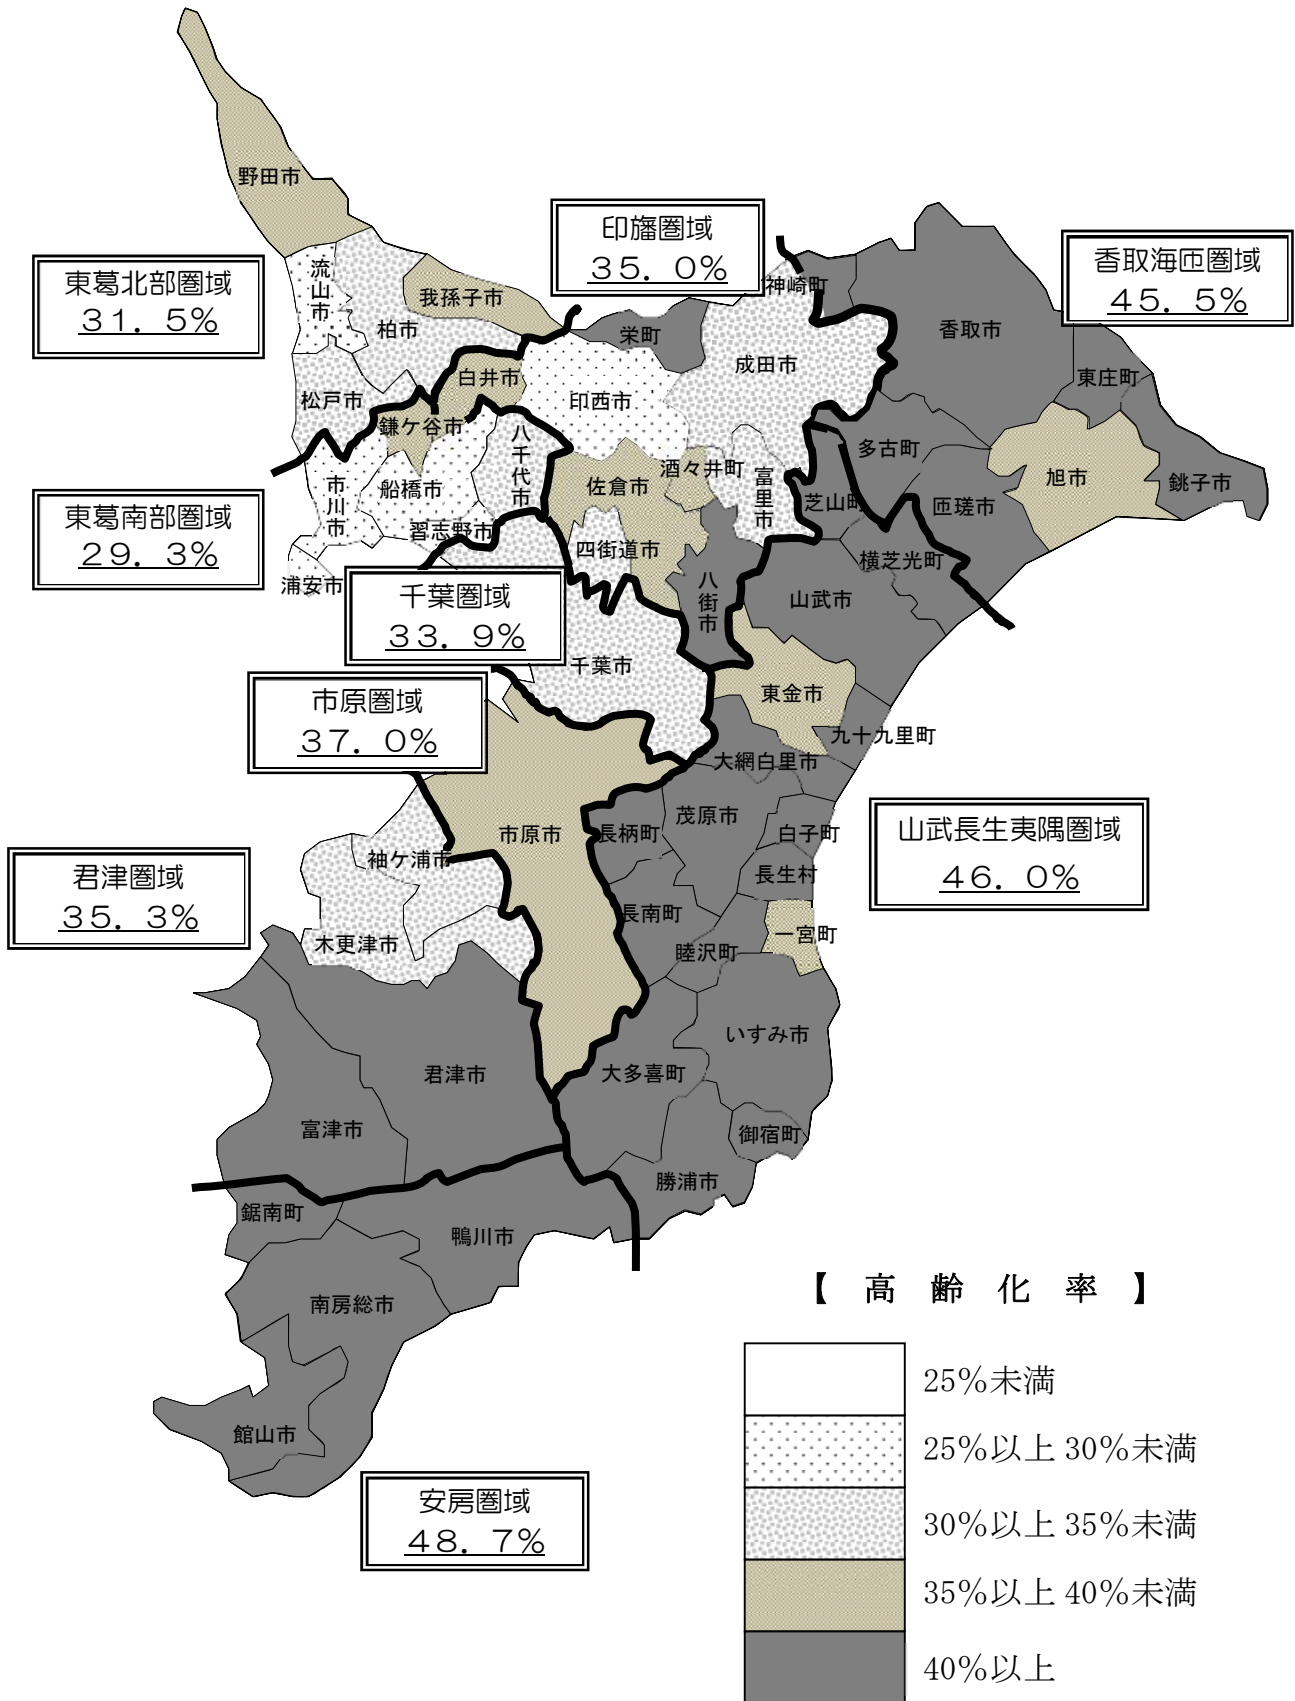 野田市
印旛圏域
35.0%
香取海匝圏域
45.5%
東葛北部圏域
31.5%
流山市
我孫子市
柏市
神崎町
栄町
香取市
成田市
東庄町
白井市
松戸市
印西市
鎌ケ谷市
八千代市
多古町
酒々井町
旭市
船橋市
佐倉市
富里市
銚子市
市川市
芝山町
匝瑳市
東葛南部圏域
29.3%
習志野市
四街道市
横芝光町
浦安市
八街市
山武市
千葉圏域
33.9%
千葉市
東金市
市原圏域
37.0%
九十九里町
大網白里市
茂原市
市原市
長柄町
白子町
山武長生夷隅圏域
46.0%
袖ケ浦市
長生村
君津圏域
35.3%
長南町
一宮町
木更津市
睦沢町
いすみ市
君津市
大多喜町
富津市
御宿町
勝浦市
鋸南町
鴨川市
南房総市
館山市
安房圏域
48.7%
【 高 齢 化 率 】
25%未満
25%以上 30%未満
30%以上 35%未満
35%以上 40%未満
40%以上